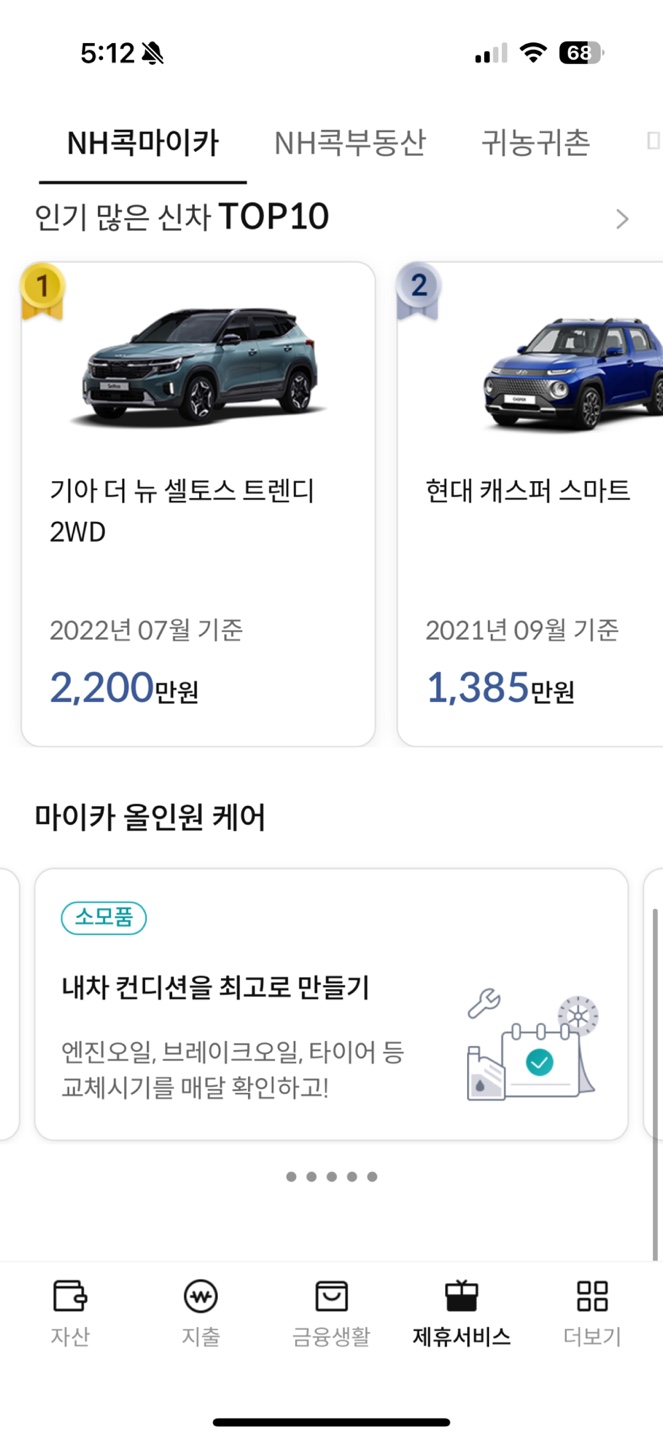 5:12
68
NH콕마이카 NH콕부동산 귀농귀촌
인기 많은 신차 TOP10
1
2
기아 더 뉴 셀토스 트렌디
2WD
현대 캐스퍼 스마트
2022년 07월 기준
2021년 09월 기준
2,200만원
1,385만원
마이카 올인원 케어
소모품
내차 컨디션을 최고로 만들기
엔진오일, 브레이크오일, 타이어 등
교체시기를 매달 확인하고!
자산 지출 금융생활 제휴서비스 더보기